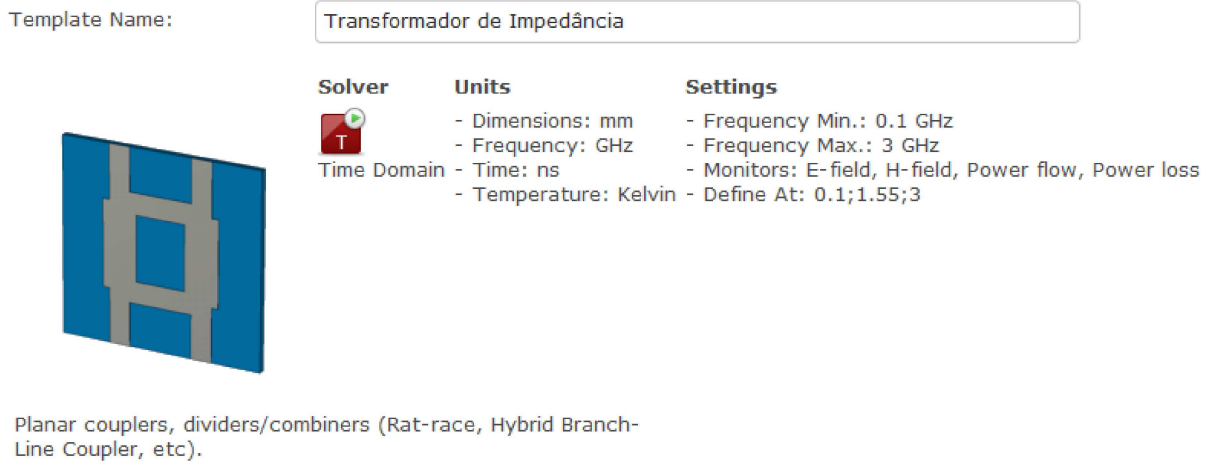 Template Name:
Transformador de Impedância
Solver Units Settings
T
- Dimensions: mm - Frequency Min.: 0.1 GHz
- Frequency: GHz - Frequency Max.: 3 GHz
Time Domain - Time: ns - Monitors: E-field, H-field, Power flow, Power loss
- Temperature: Kelvin - Define At: 0.1;1.55;3
Planar couplers, dividers/combiners (Rat-race, Hybrid Branch-
Line Coupler, etc).